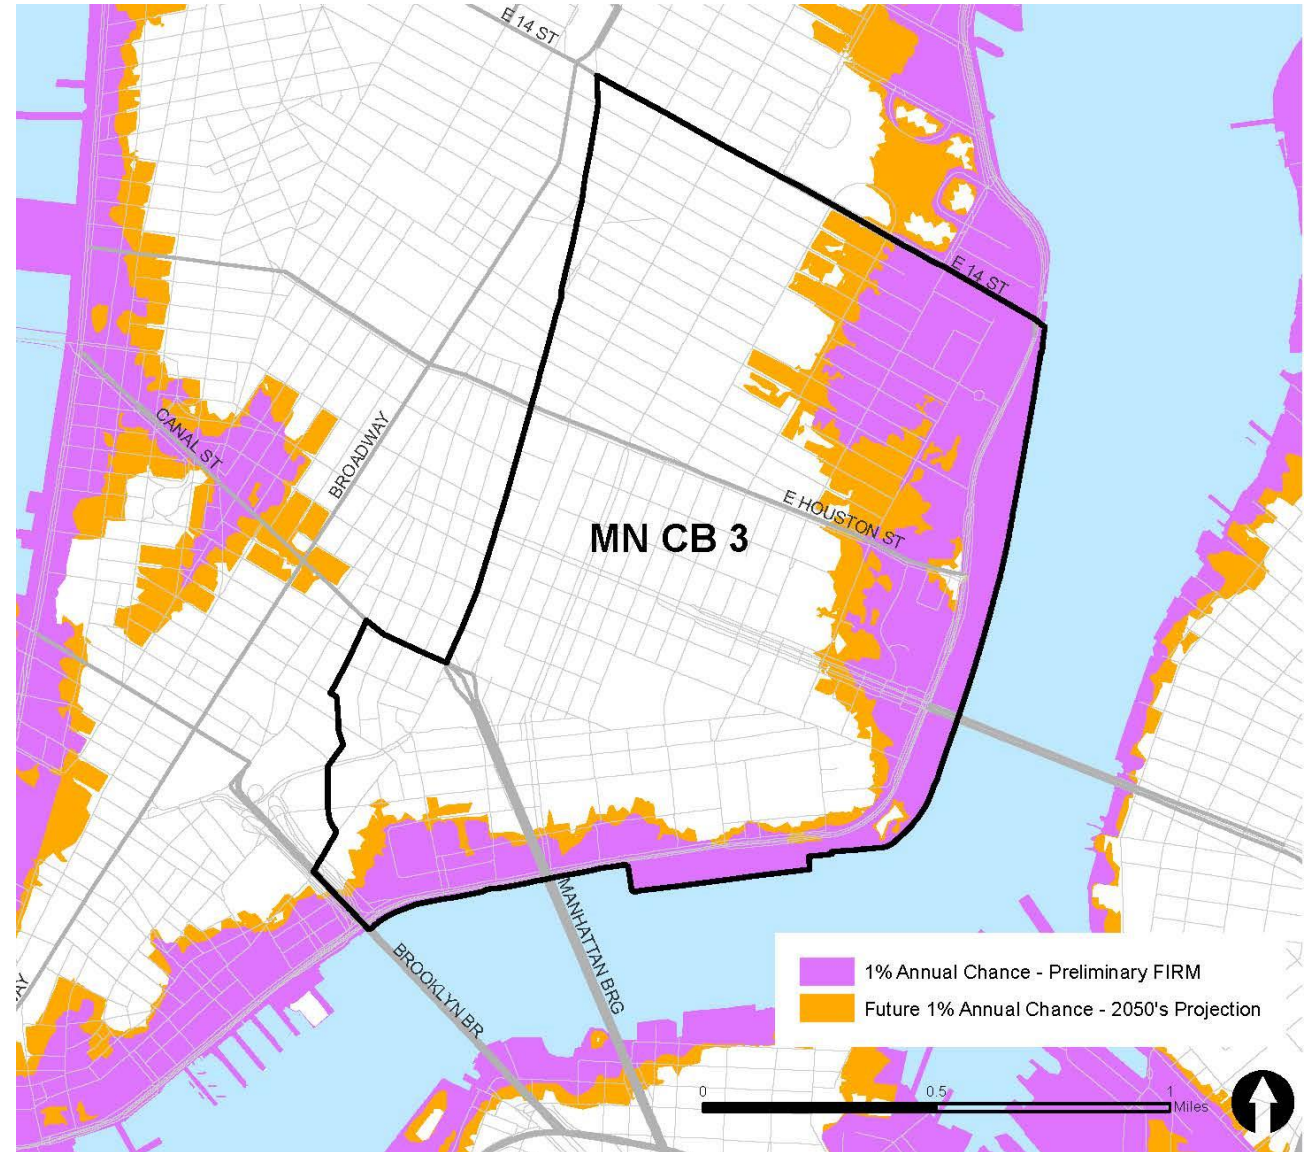 E 14 ST
E 14 ST
CANAL ST
BROADWAY
E HOUSTON ST
MN CB 3
MANHATTAN BRG
BROOKLYN BR
AY
1% Annual Chance - Preliminary FIRM
Future 1% Annual Chance - 2050's Projection
0 0.5 1
Miles